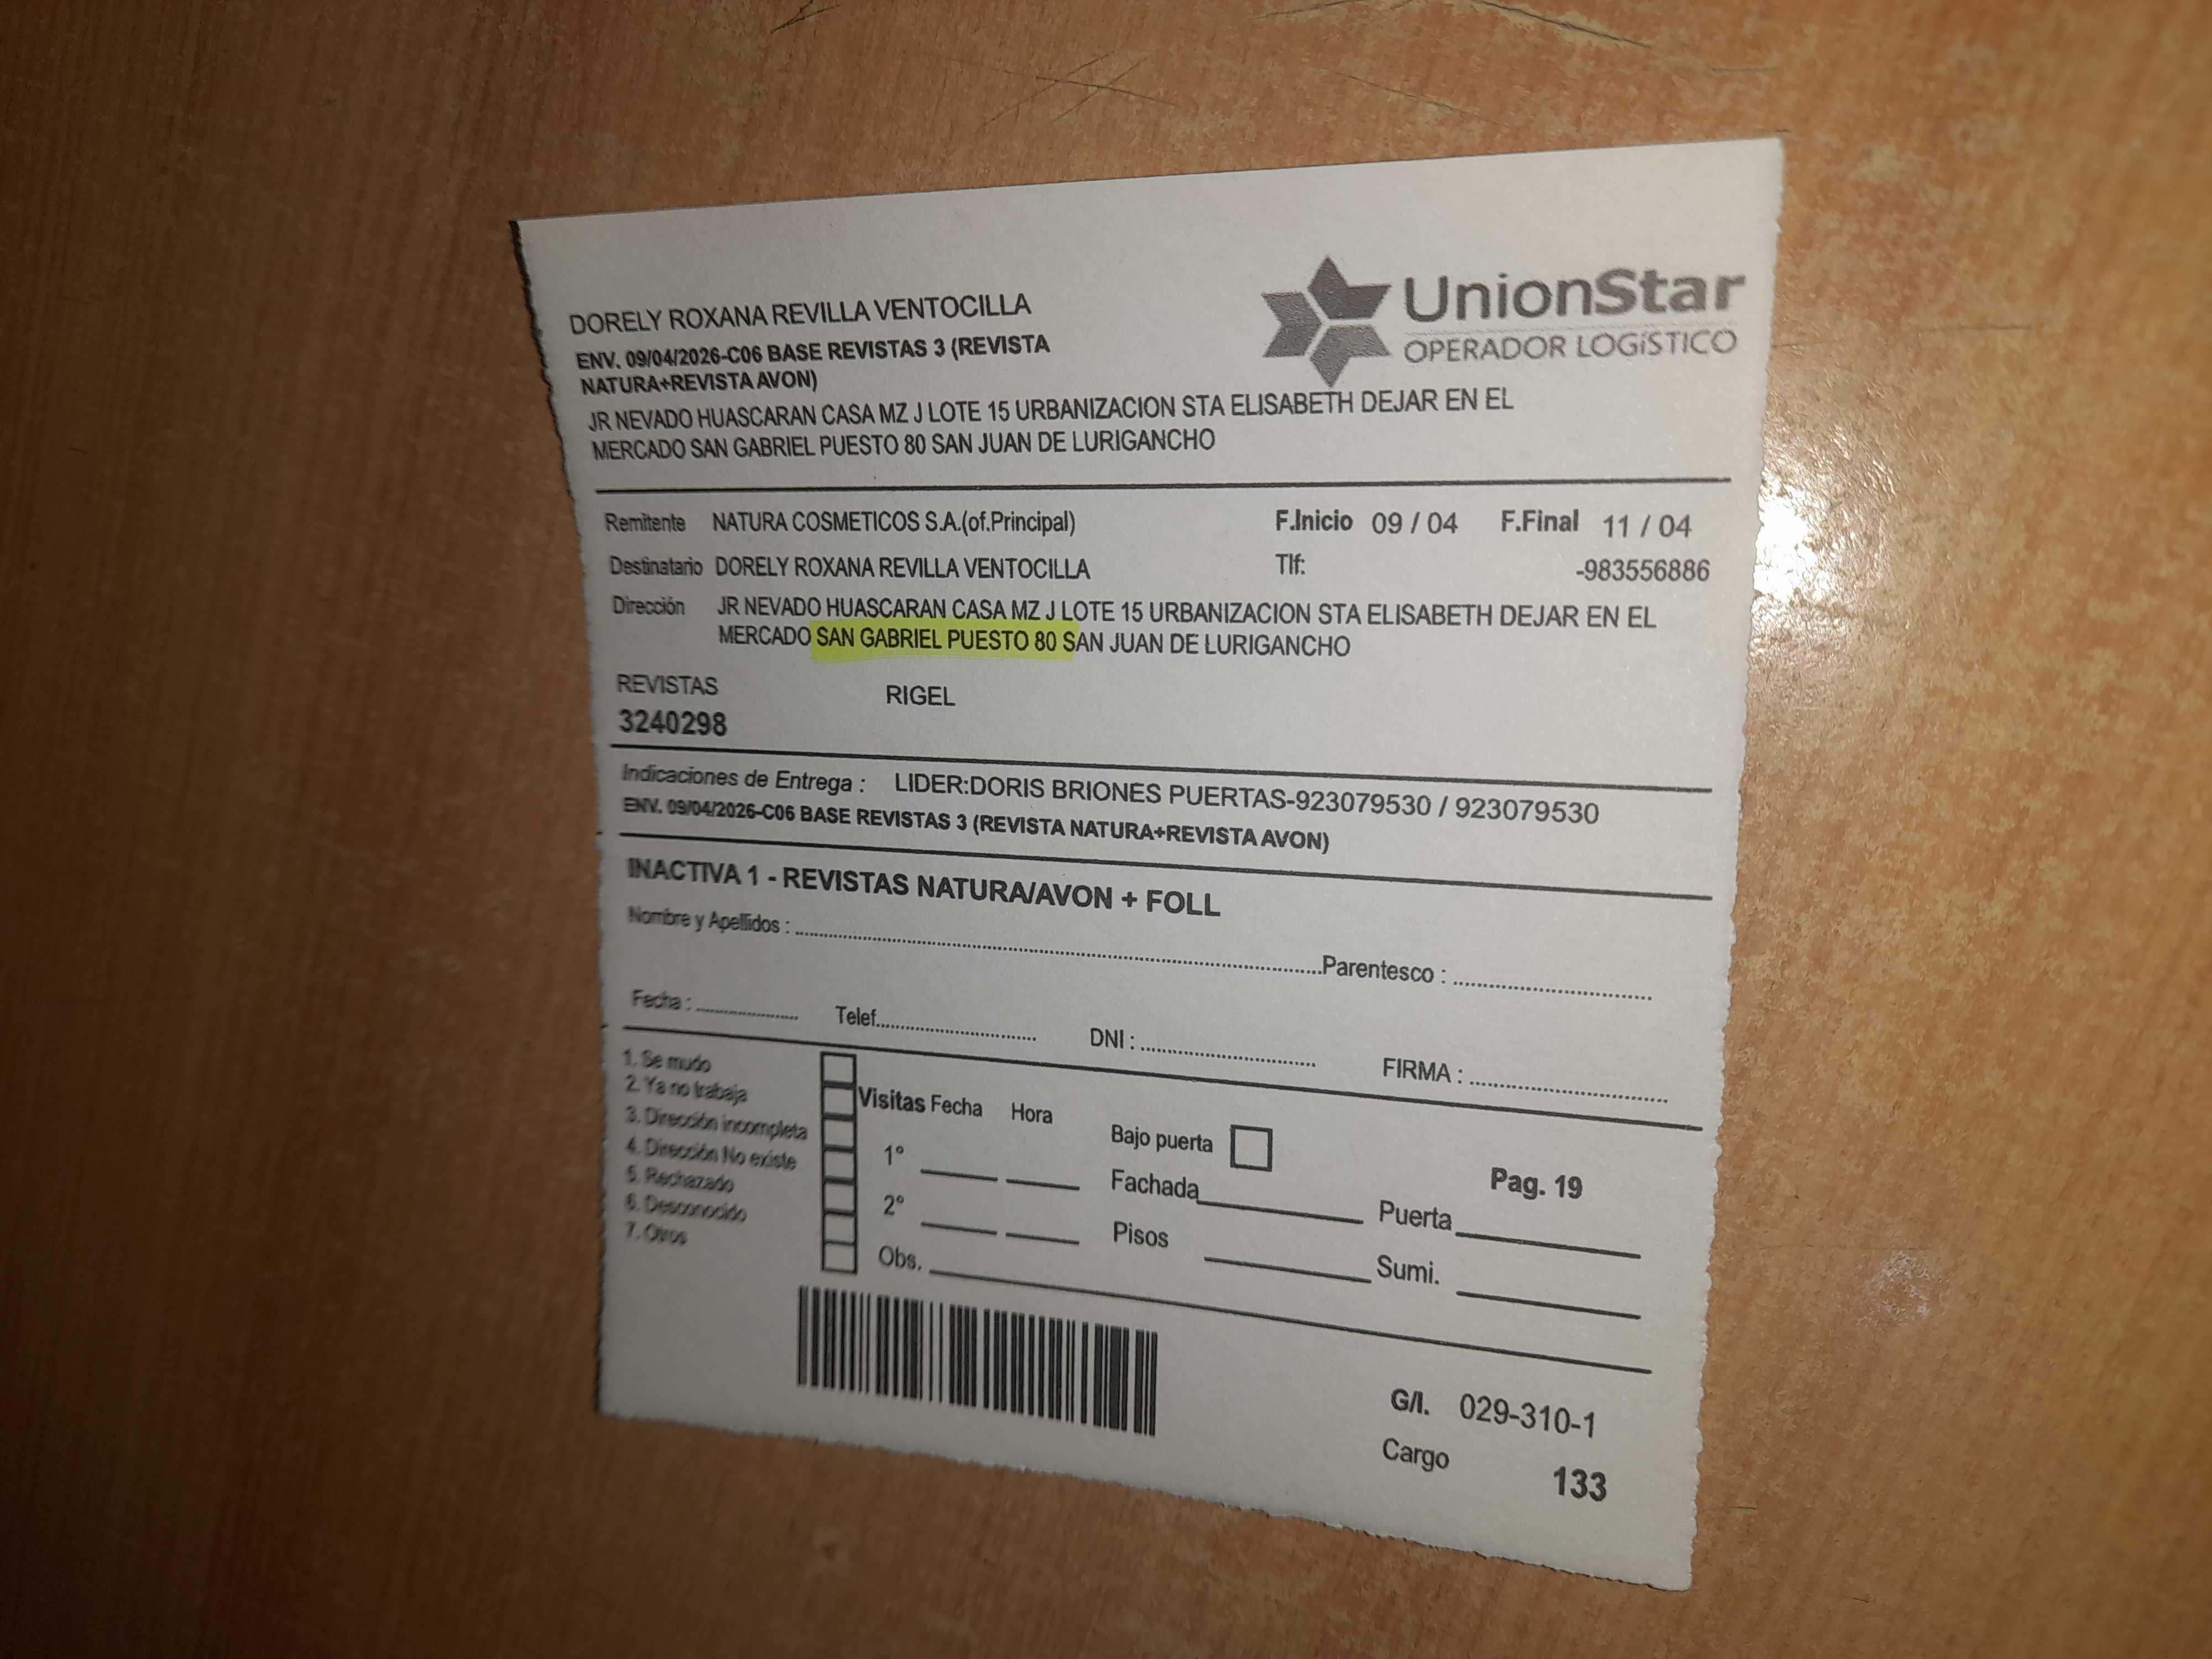 UnionStar
OPERADOR LOGíSTICO
DORELY ROXANA REVILLA VENTOCILLA
ENV. 09/04/2026-C06 BASE REVISTAS 3 (REVISTA
NATURA+REVISTA AVON)
JR NEVADO HUASCARAN CASA MZ J LOTE 15 URBANIZACION STA ELISABETH DEJAR EN EL
MERCADO SAN GABRIEL PUESTO 80 SAN JUAN DE LURIGANCHO
Remitente NATURA COSMETICOS S.A.(of.Principal) F.Inicio 09 / 04 F.Final 11 / 04
Destinatario DORELY ROXANA REVILLA VENTOCILLA Tlf: -983556886
Dirección JR NEVADO HUASCARAN CASA MZ J LOTE 15 URBANIZACION STA ELISABETH DEJAR EN EL
MERCADO SAN GABRIEL PUESTO 80 SAN JUAN DE LURIGANCHO
REVISTAS RIGEL
3240298
Indicaciones de Entrega : LIDER:DORIS BRIONES PUERTAS-923079530 / 923079530
ENV. 09/04/2026-C06 BASE REVISTAS 3 (REVISTA NATURA+REVISTA AVON)
INACTIVA 1 - REVISTAS NATURA/AVON + FOLL
Nombre y Apellidos : Parentesco :
Fecha : Telef. DNI : FIRMA :
1. Se mudo
2. Ya no trabaja
3. Dirección incompleta
4. Dirección No existe
5. Rechazado
6. Desconocido
7. Otros
Visitas Fecha Hora
1°
2°
Obs.
Bajo puerta
Fachada
Pisos
Pag. 19
Puerta
Sumi.
G/I. 029-310-1
Cargo 133